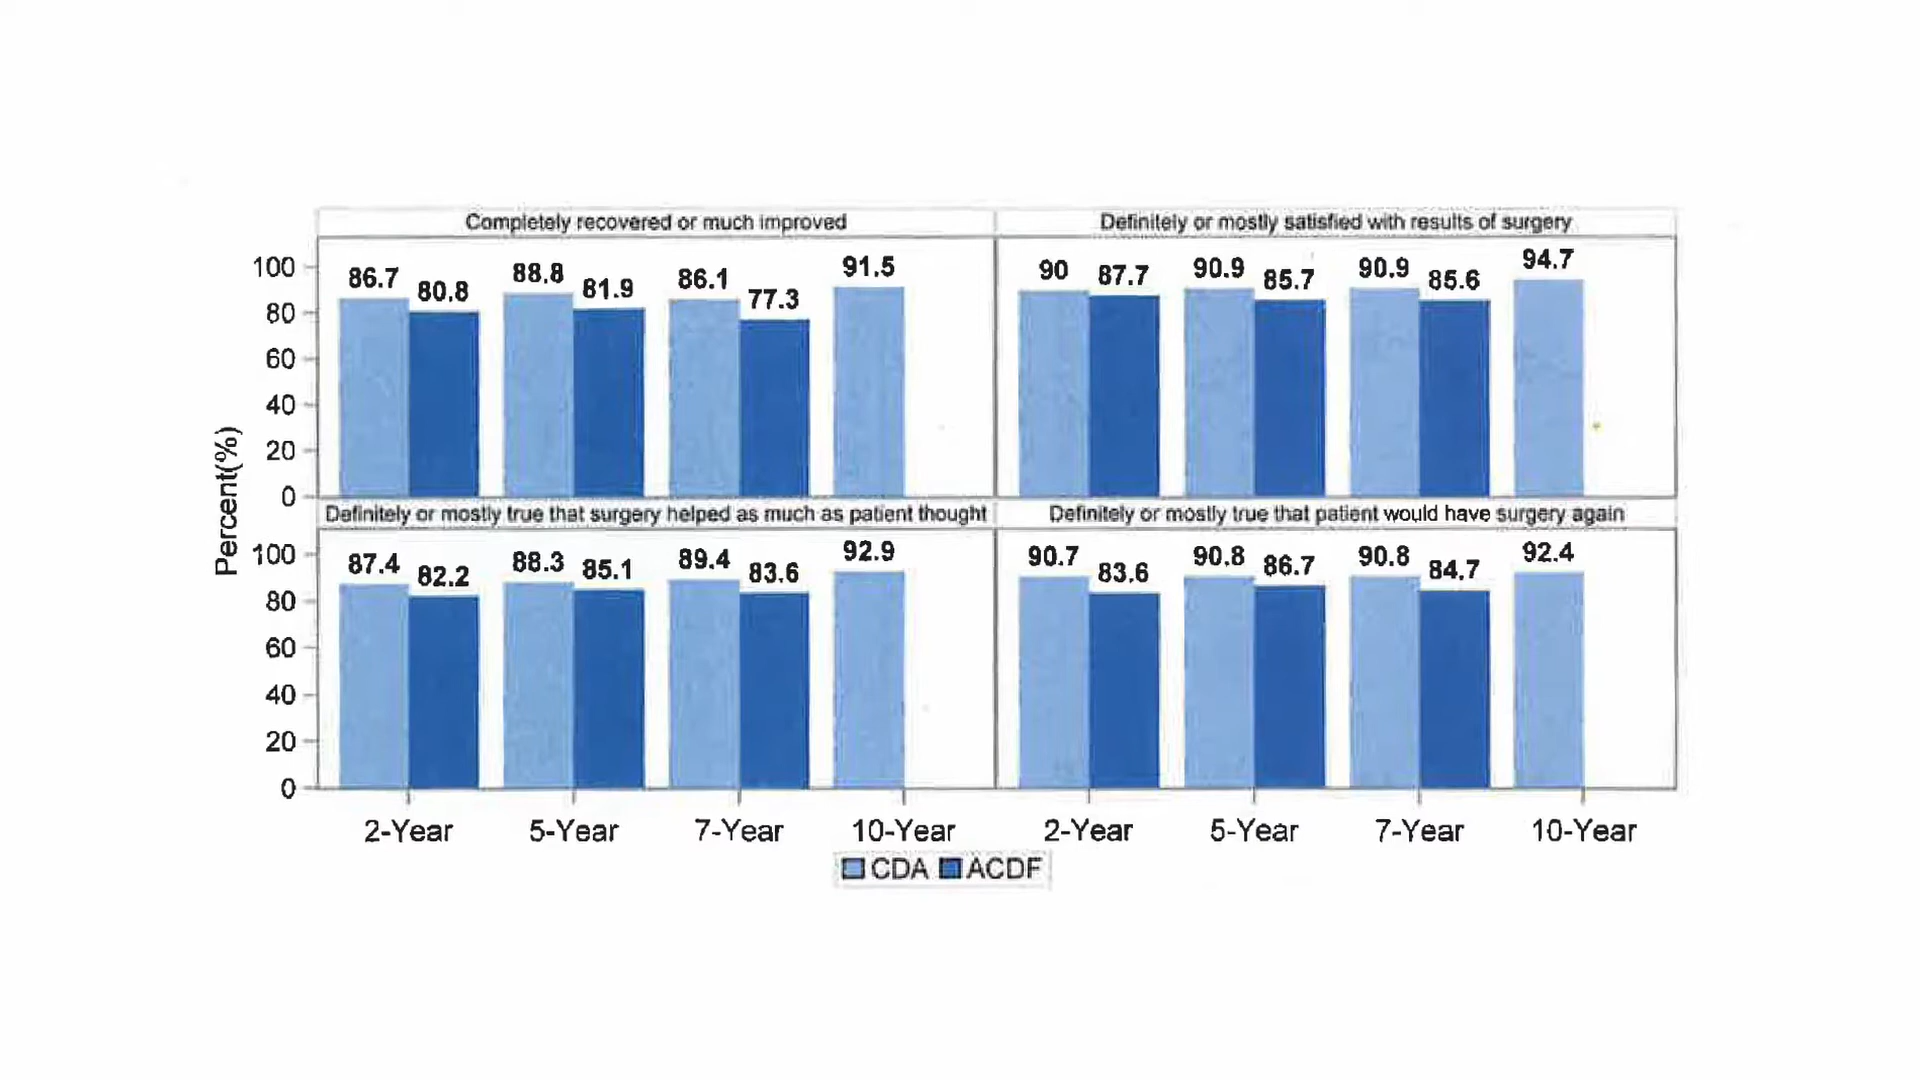 Completely recovered or much improved
Definitely or mostly satisfied with results of surgery
100
80
60
40
20
0
86.7 80.8 88.8 81.9 86.1 77.3 91.5
90 87.7 90.9 85.7 90.9 85.6 94.7
Percent(%)
Definitely or mostly true that surgery helped as much as patient thought
Definitely or mostly true that patient would have surgery again
100
80
60
40
20
0
87.4 82.2 88.3 85.1 89.4 83.6 92.9
90.7 83.6 90.8 86.7 90.8 84.7 92.4
2-Year 5-Year 7-Year 10-Year
2-Year 5-Year 7-Year 10-Year
CDA ACDF